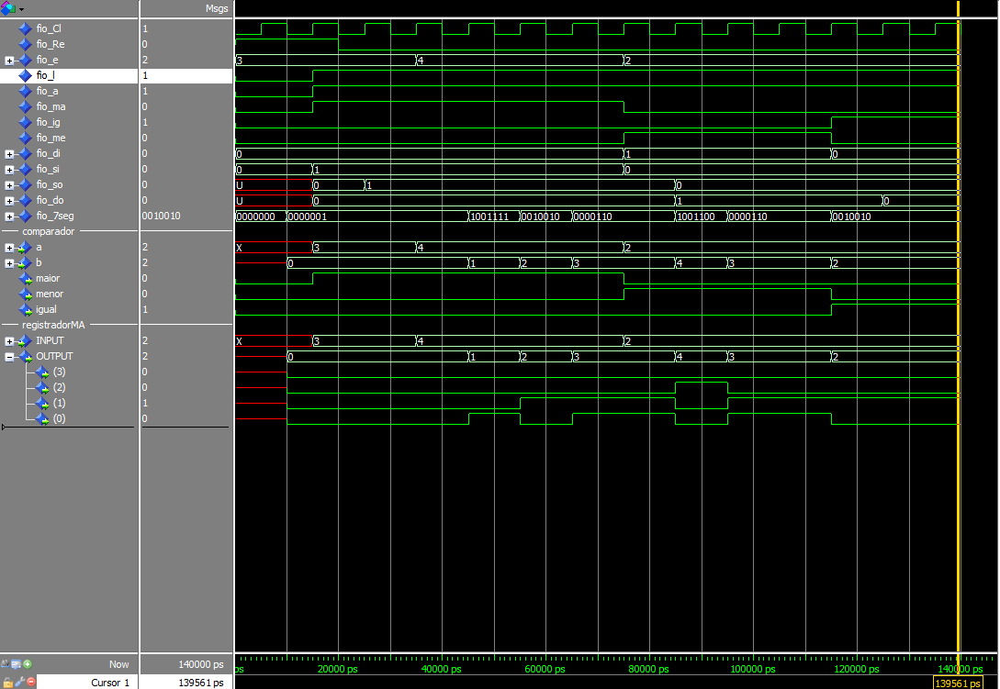 Msgs
fio_Cl 1
fio_Re 0
fio_e 2 3 4 2
fio_l 1
fio_a 1
fio_ma 0
fio_ig 1
fio_me 0
fio_di 0 0 1 0
fio_si 0 0 1 0
fio_so 0 U 0 1 0
fio_do 0 U 0 1 0
fio_7seg 0010010 0000000 0000001 1001111 0010010 0000110 1001100 0000110 0010010
comparador
a 2 X 3 4 2
b 2 0 1 2 3 4 3 2
maior 0
menor 0
igual 1
registradorMA
INPUT 2 X 3 4 2
OUTPUT 2 0 1 2 3 4 3 2
(3) 0
(2) 0
(1) 1
(0) 0
Now 140000 ps ps 20000 ps 40000 ps 60000 ps 80000 ps 100000 ps 120000 ps 140000 ps
Cursor 1 139561 ps 139561 ps